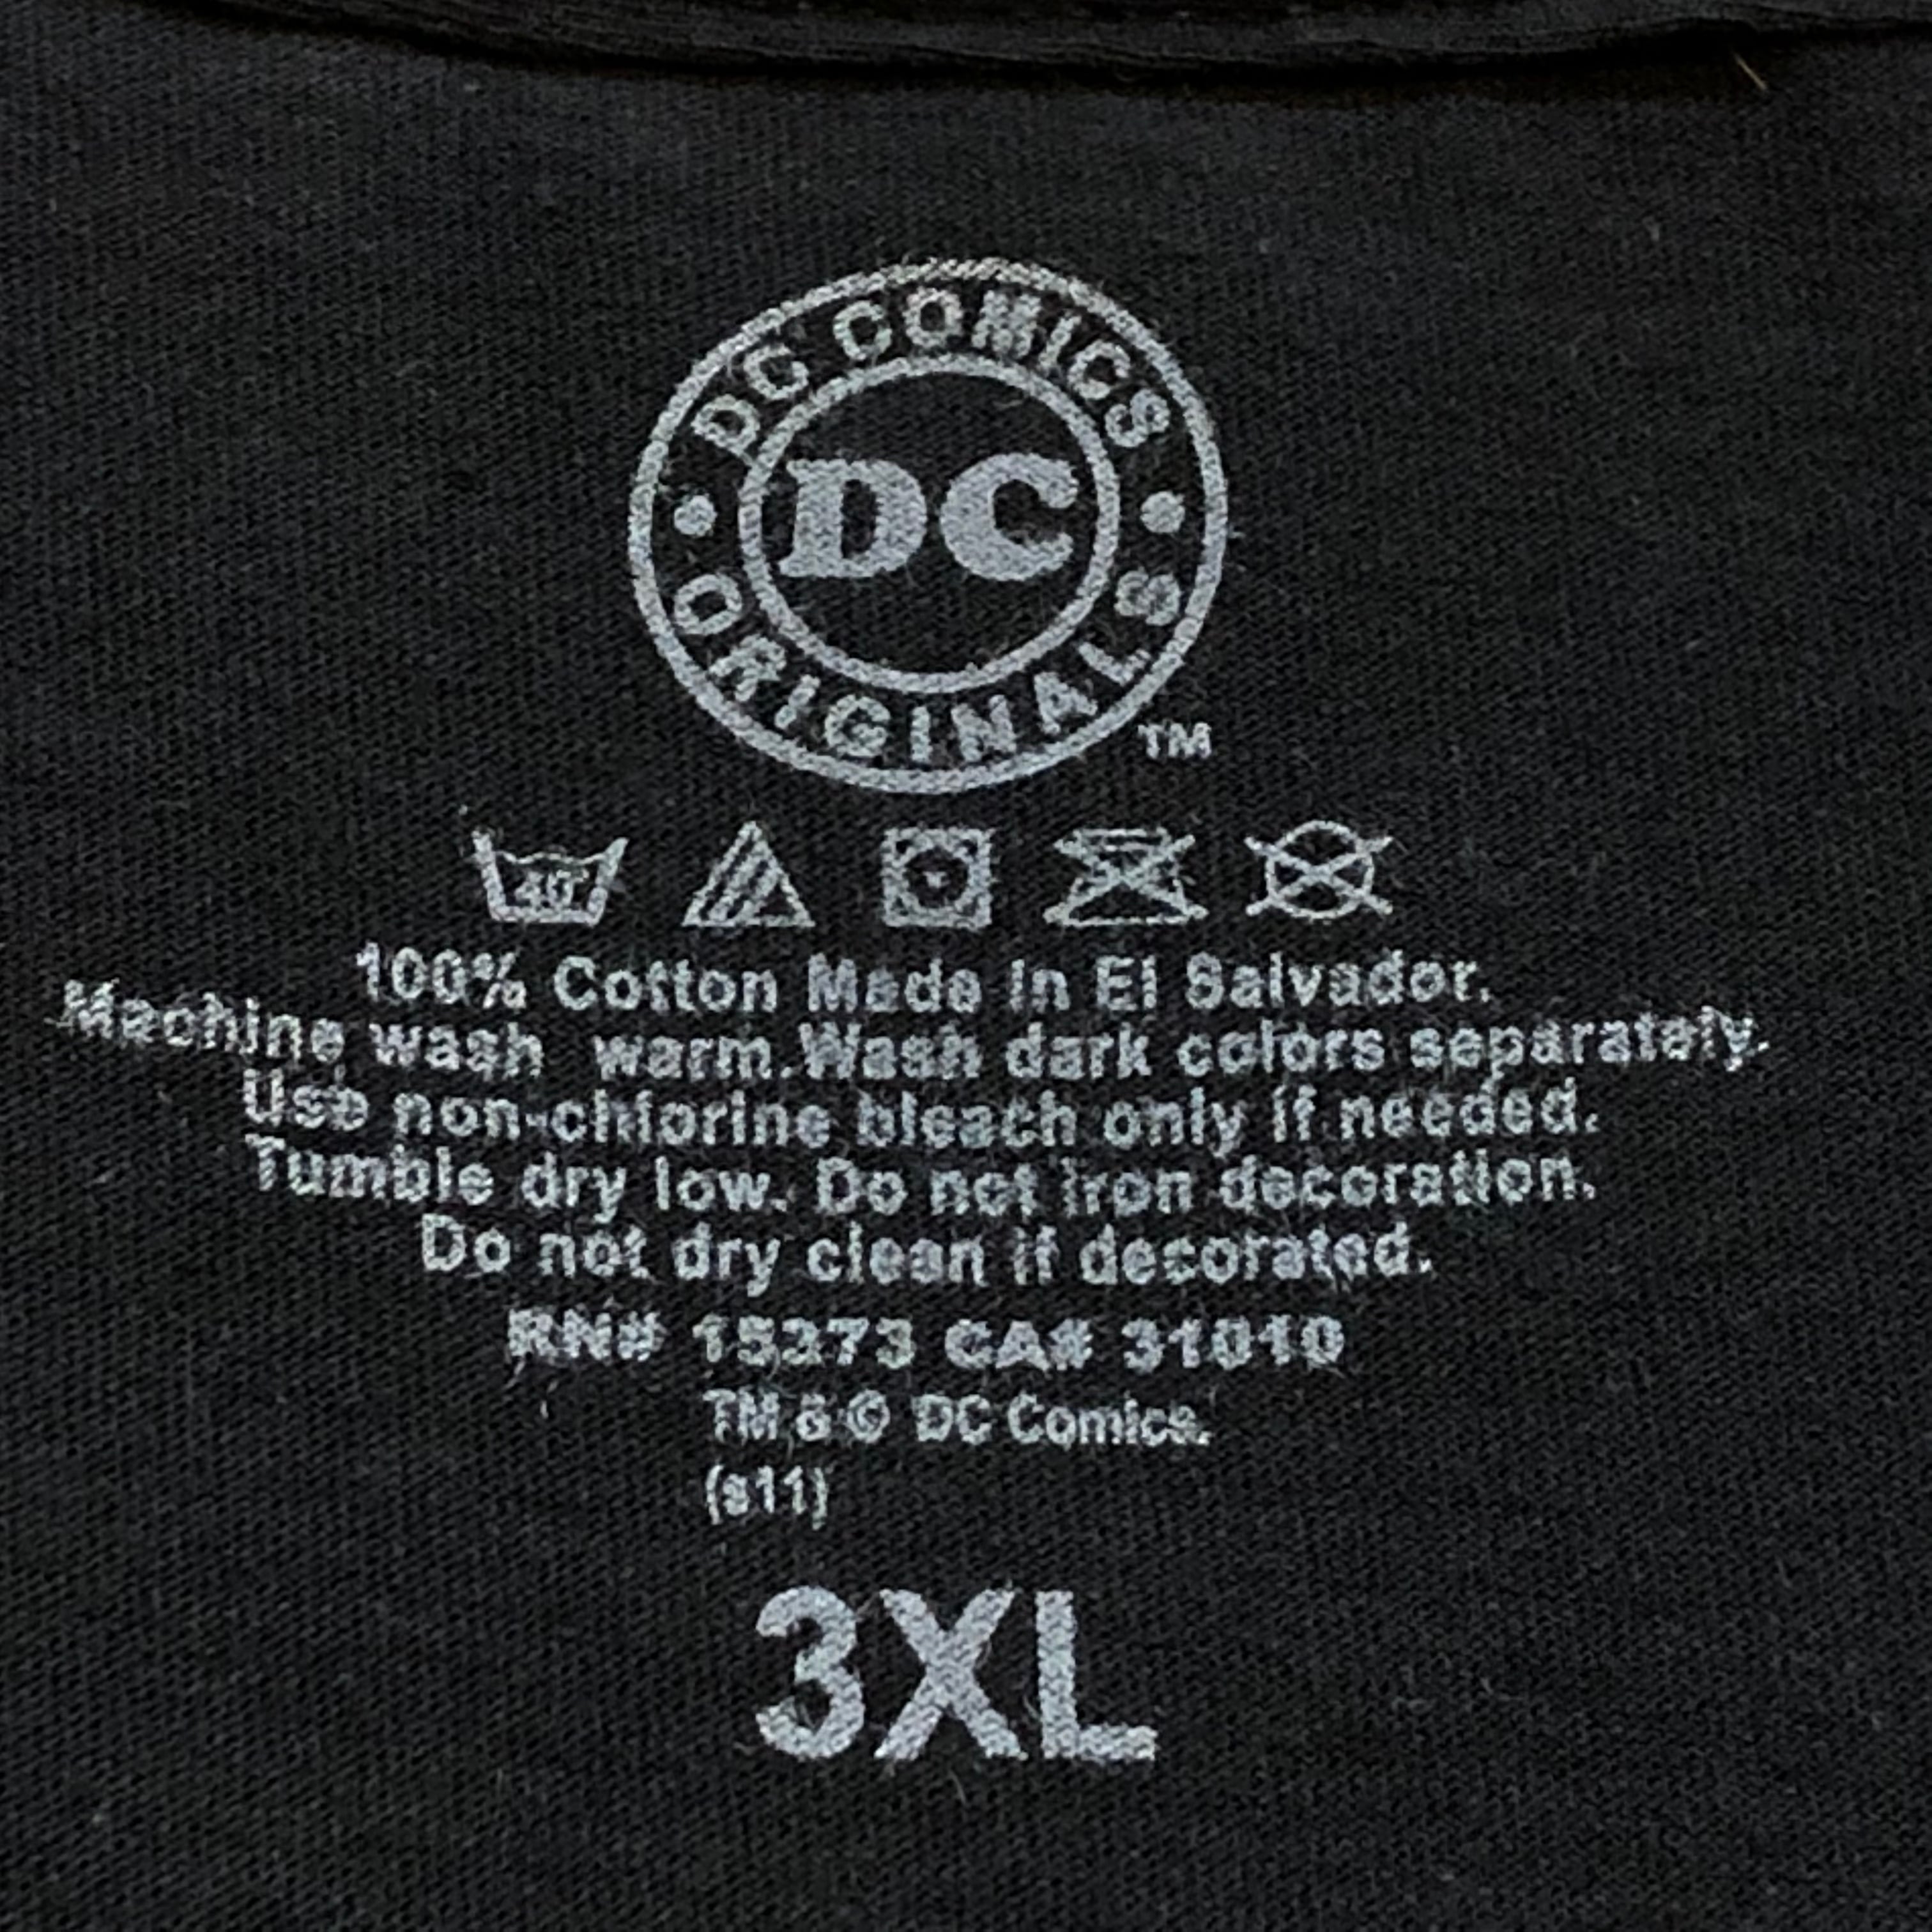 DC COMICS
DC
ORIGINALS
TM
40°
100% Cotton Made in El Salvador.
Machine wash warm.Wash dark colors separately.
Use non-chlorine bleach only if needed.
Tumble dry low. Do not iron decoration.
Do not dry clean if decorated.
RN# 15273 CA# 31010
TM & © DC Comics.
(s11)
3XL